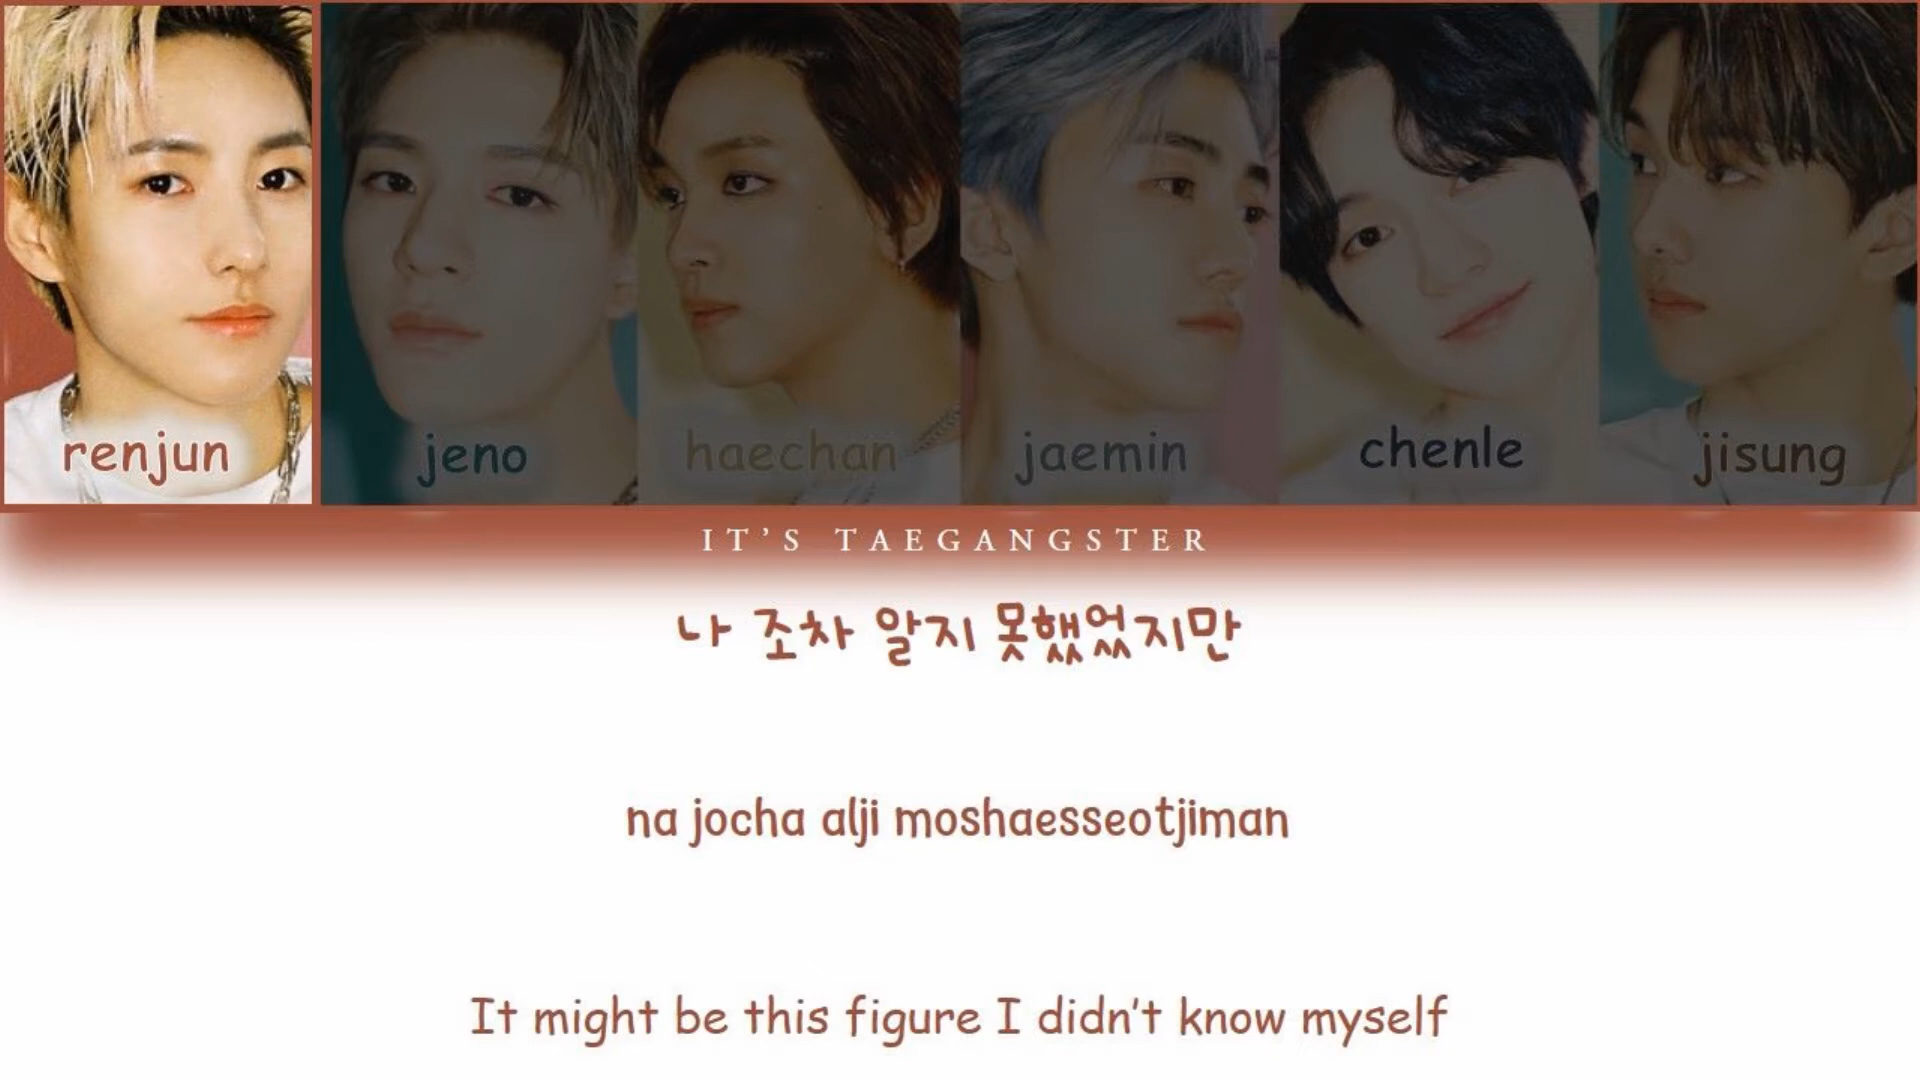 renjun
jeno
haechan
jaemin
chenle
jisung
IT'S TAEGANGSTER
나 조차 알지 못했었지만
na jocha alji moshaesseotjiman
It might be this figure I didn't know myself